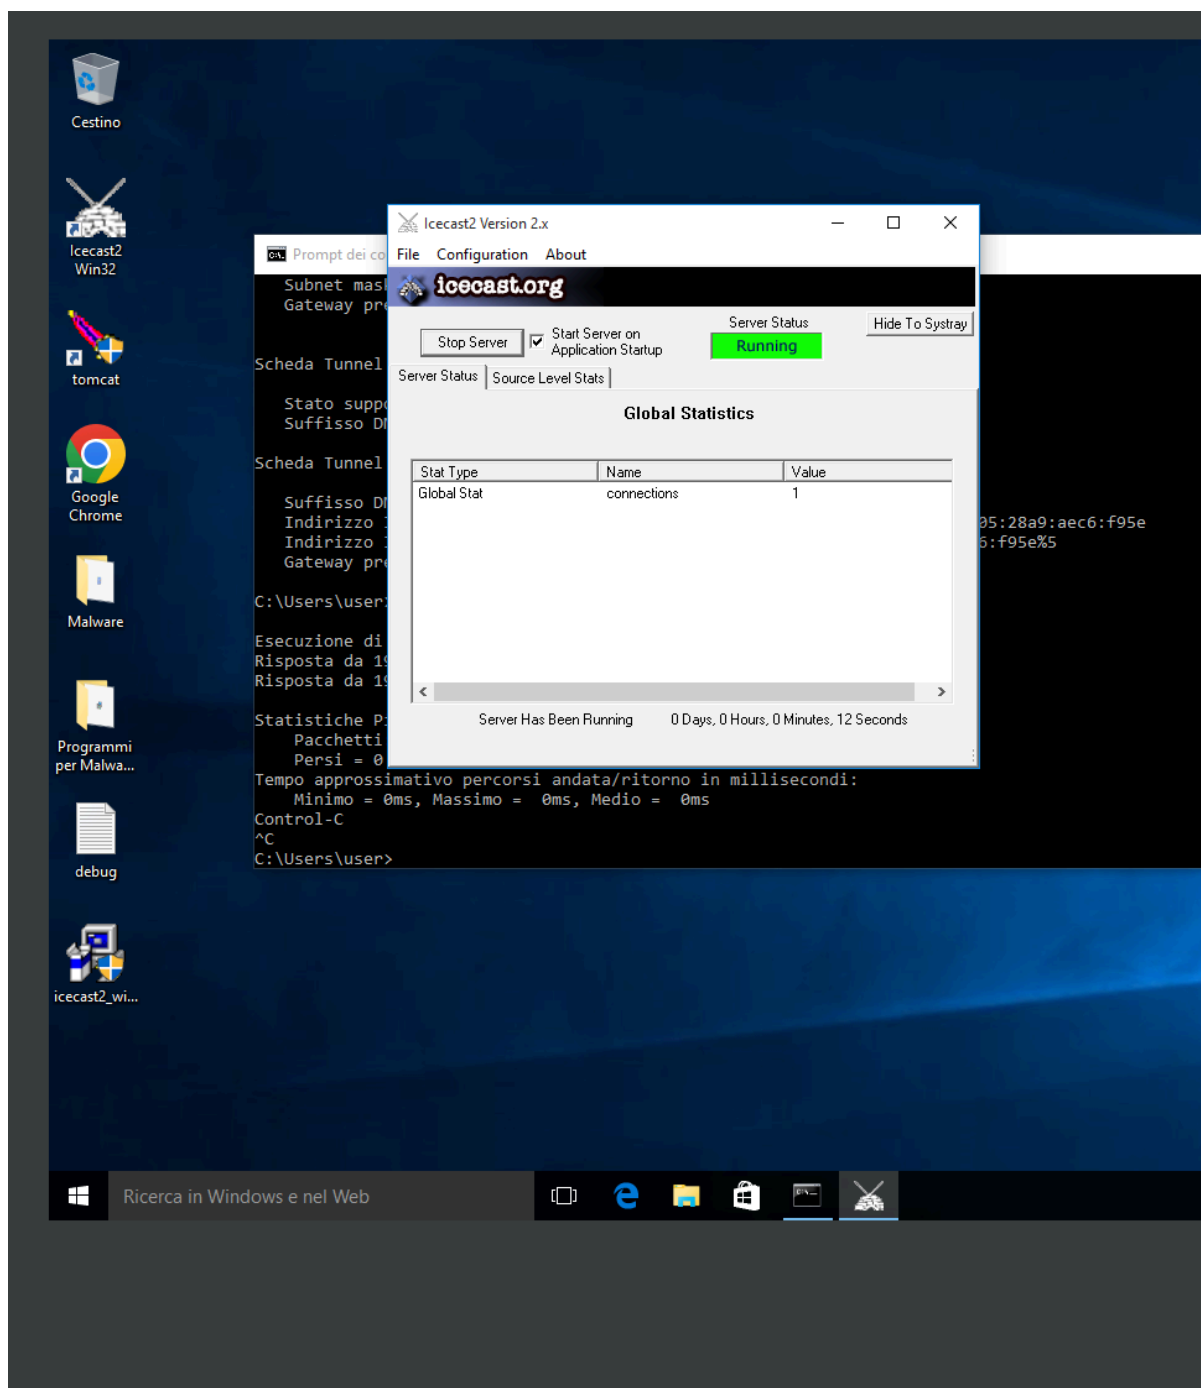 Cestino
Icecast2
Win32
tomcat
Google
Chrome
Malware
Programmi
per Malwa...
debug
icecast2_wi...
Prompt dei co
Subnet mas
Gateway pr
Scheda Tunnel
Stato supp
Suffisso D
Scheda Tunnel
Suffisso D
Indirizzo
05:28a9:aec6:f95e
Indirizzo
6:f95e%5
Gateway pr
C:\Users\user>
Esecuzione di
Risposta da 19
Risposta da 19
Statistiche P
Pacchetti
Persi = 0
Tempo approssimativo percorsi andata/ritorno in millisecondi:
Minimo = 0ms, Massimo =  0ms, Medio =  0ms
Control-C
^C
C:\Users\user>
Icecast2 Version 2.x
File Configuration About
icecast.org
Stop Server
Start Server on
Application Startup
Server Status
Running
Hide To Systray
Server Status Source Level Stats
Global Statistics
Stat Type Name Value
Global Stat connections 1
Server Has Been Running 0 Days, 0 Hours, 0 Minutes, 12 Seconds
Ricerca in Windows e nel Web